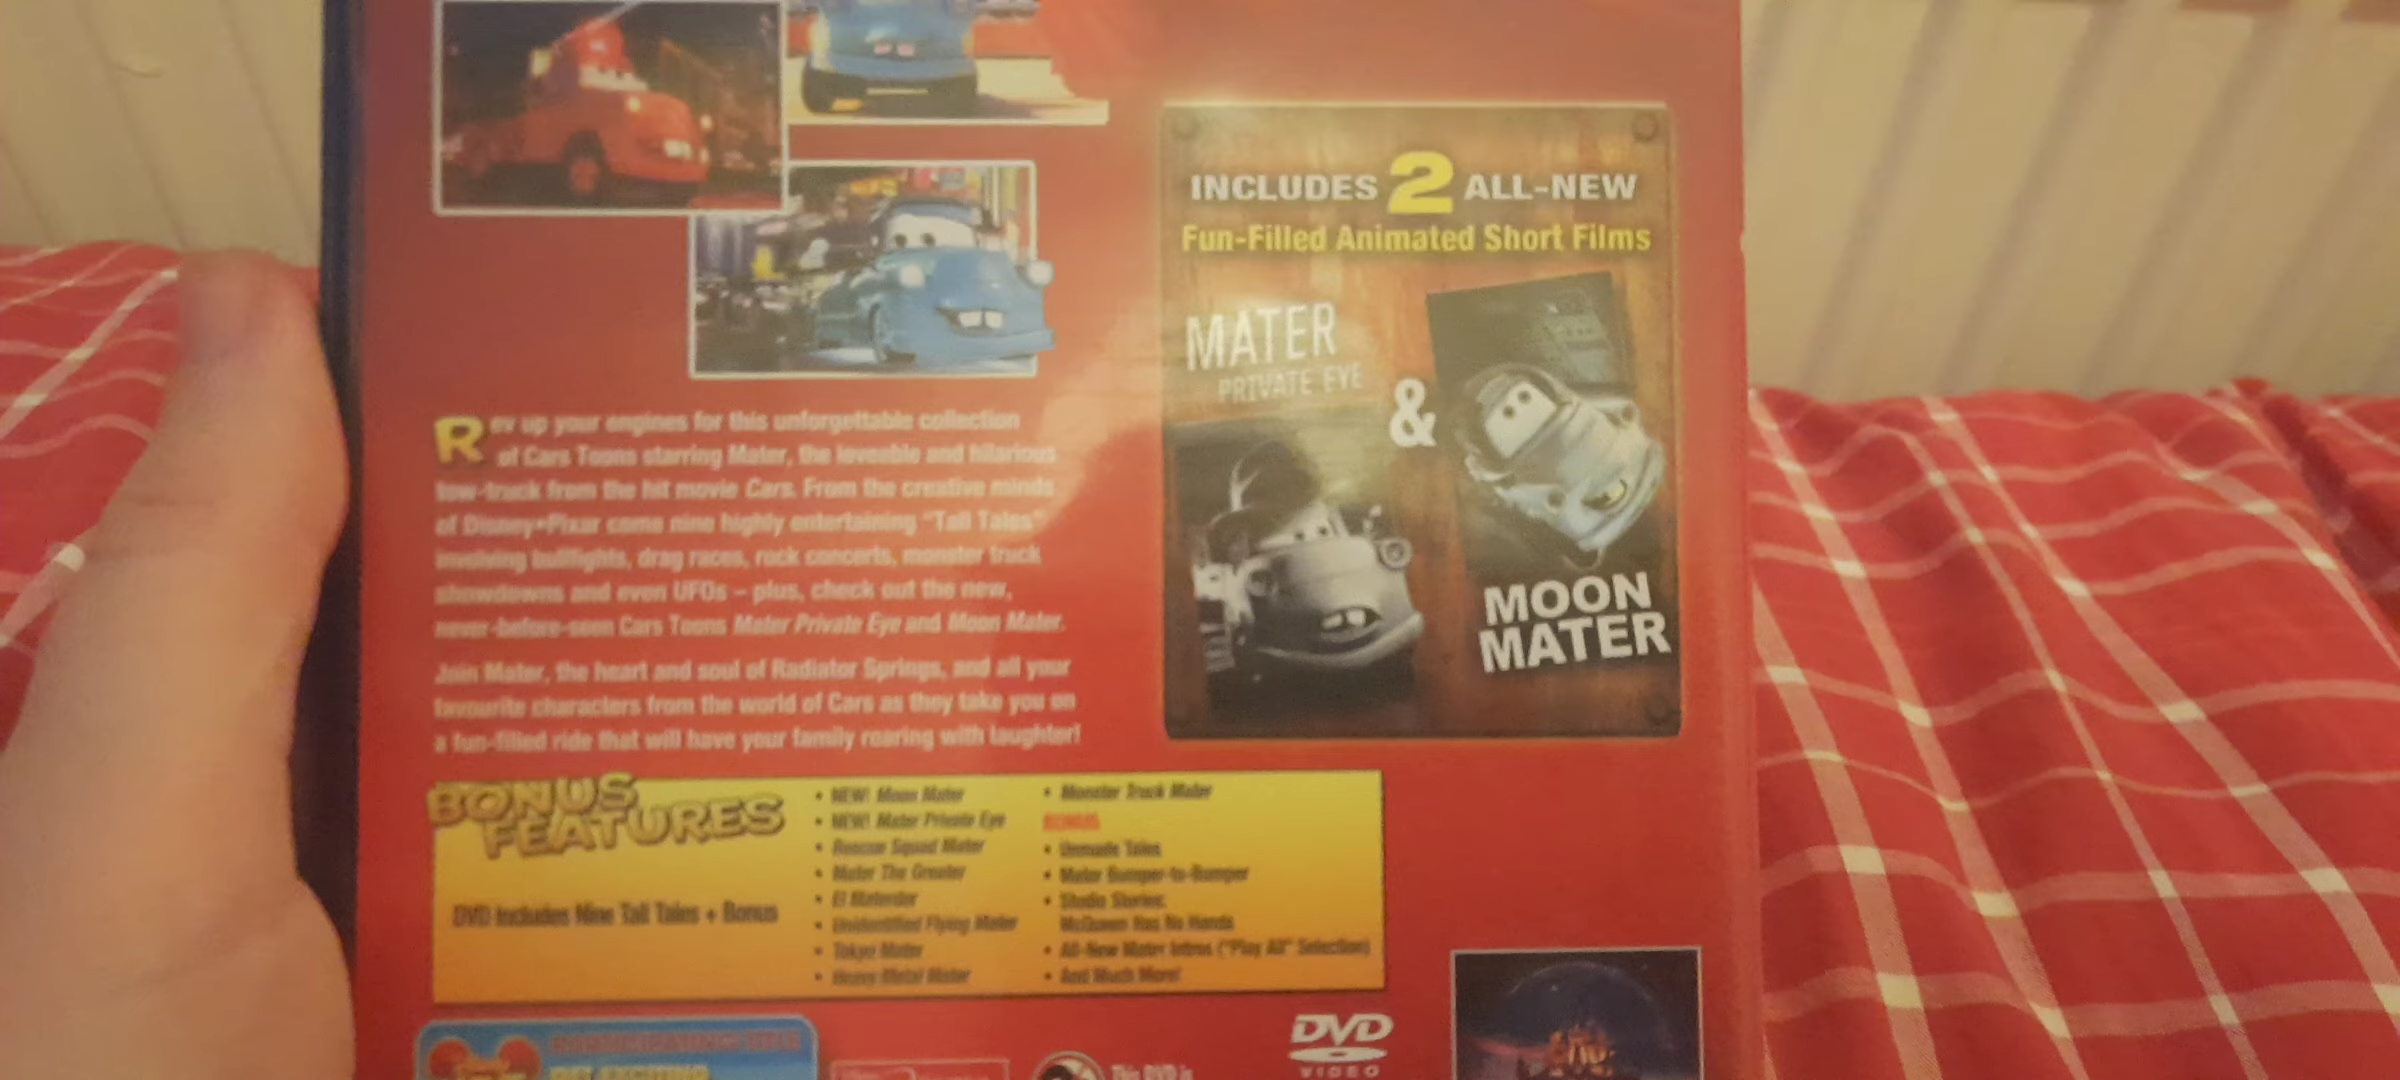 INCLUDES 2 ALL-NEW
Fun-Filled Animated Short Films
MATER
PRIVATE EYE
&
MOON
MATER
Rev up your engines for this unforgettable collection
of Cars Toons starring Mater, the loveable and hilarious
tow-truck from the hit movie Cars. From the creative minds
of Disney•Pixar come nine highly entertaining "Tall Tales"
involving bullfights, drag races, rock concerts, monster truck
showdowns and even UFOs – plus, check out the new,
never-before-seen Cars Toons Mater Private Eye and Moon Mater.
Join Mater, the heart and soul of Radiator Springs, and all your
favourite characters from the world of Cars as they take you on
a fun-filled ride that will have your family roaring with laughter!
BONUS
FEATURES
DVD Includes Nine Tall Tales + Bonus
• NEW! Moon Mater
• NEW! Mater Private Eye
• Rescue Squad Mater
• Mater The Greater
• El Materdor
• Unidentified Flying Mater
• Tokyo Mater
• Heavy Metal Mater
• Monster Truck Mater
BONUS
• Unmade Tales
• Mater Bumper-to-Bumper
• Studio Stories:
McQueen Has No Hands
• All-New Mater Intros ("Play All" Selection)
• And Much More!
DVD
VIDEO
This DVD is